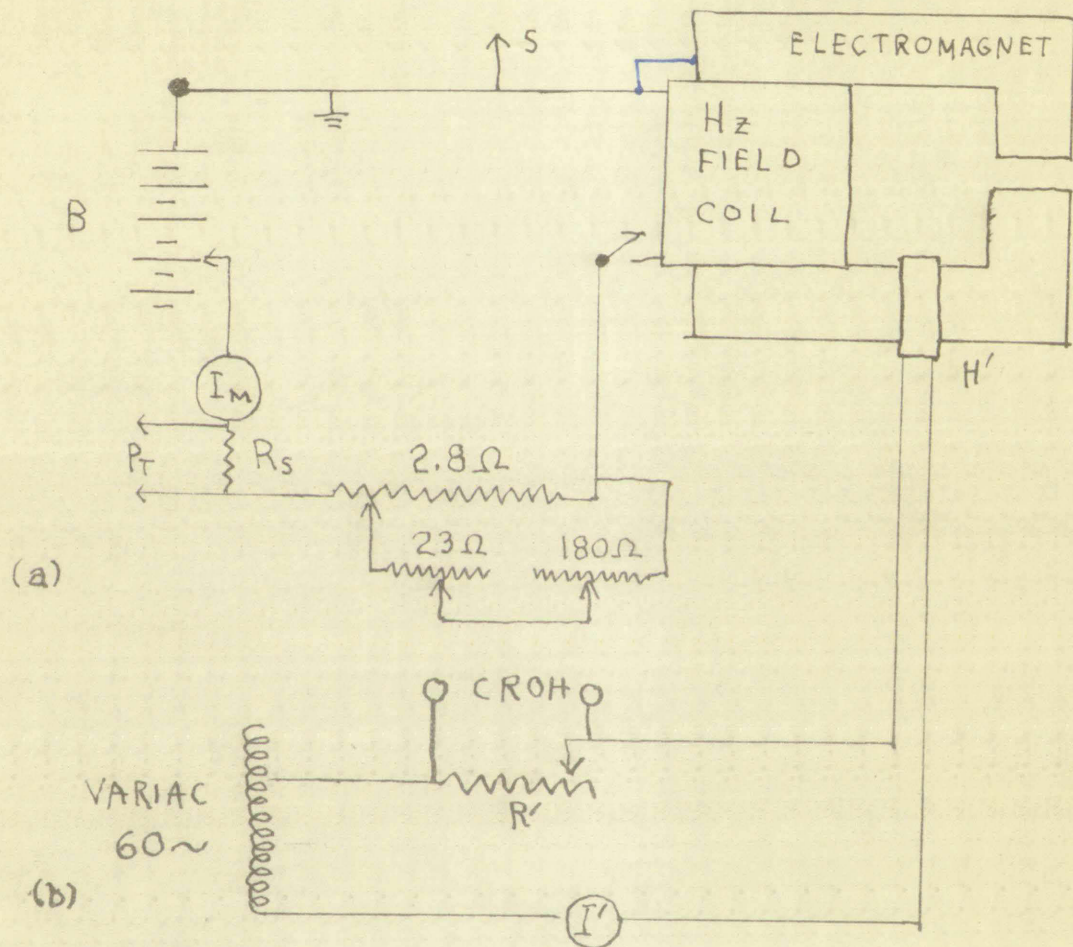 S
ELECTROMAGNET
Hz
FIELD
COIL
B
IM
PT
RS
2.8Ω
H'
23Ω
180Ω
(a)
CROH
VARIAC
60~
R'
(b)
I'